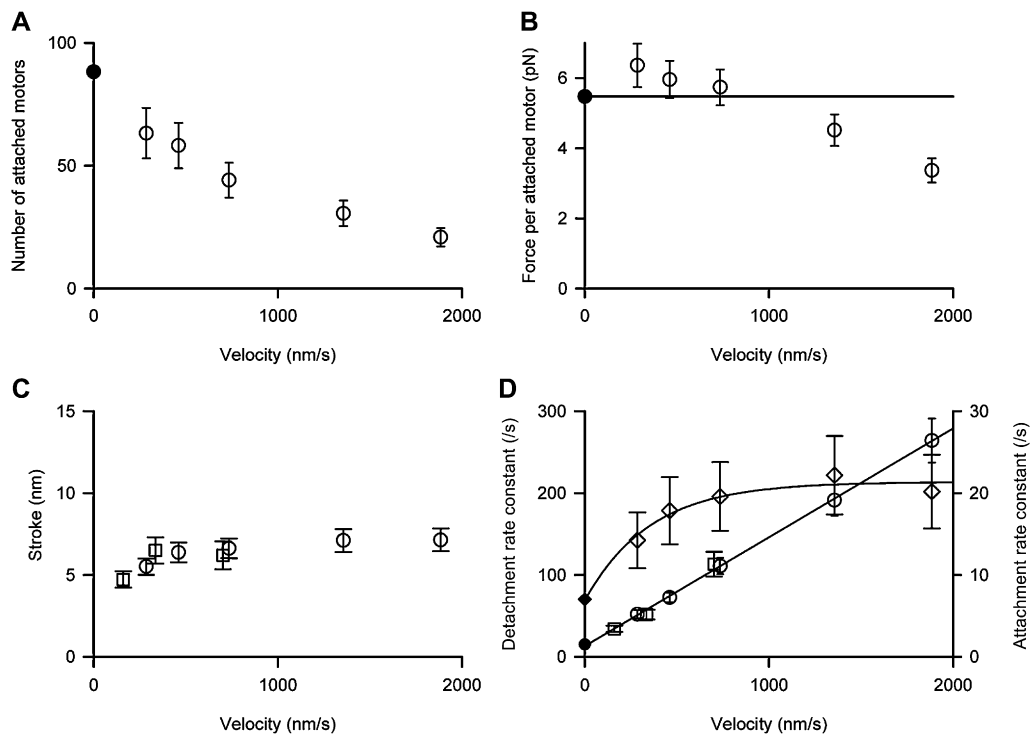 A
Number of attached motors
100
50
0
0 1000 2000
Velocity (nm/s)
B
Force per attached motor (pN)
6
4
2
0
0 1000 2000
Velocity (nm/s)
C
Stroke (nm)
15
10
5
0
0 1000 2000
Velocity (nm/s)
D
Detachment rate constant (/s)
300
200
100
0
0 1000 2000
Velocity (nm/s)
30
20
10
0
Attachment rate constant (/s)